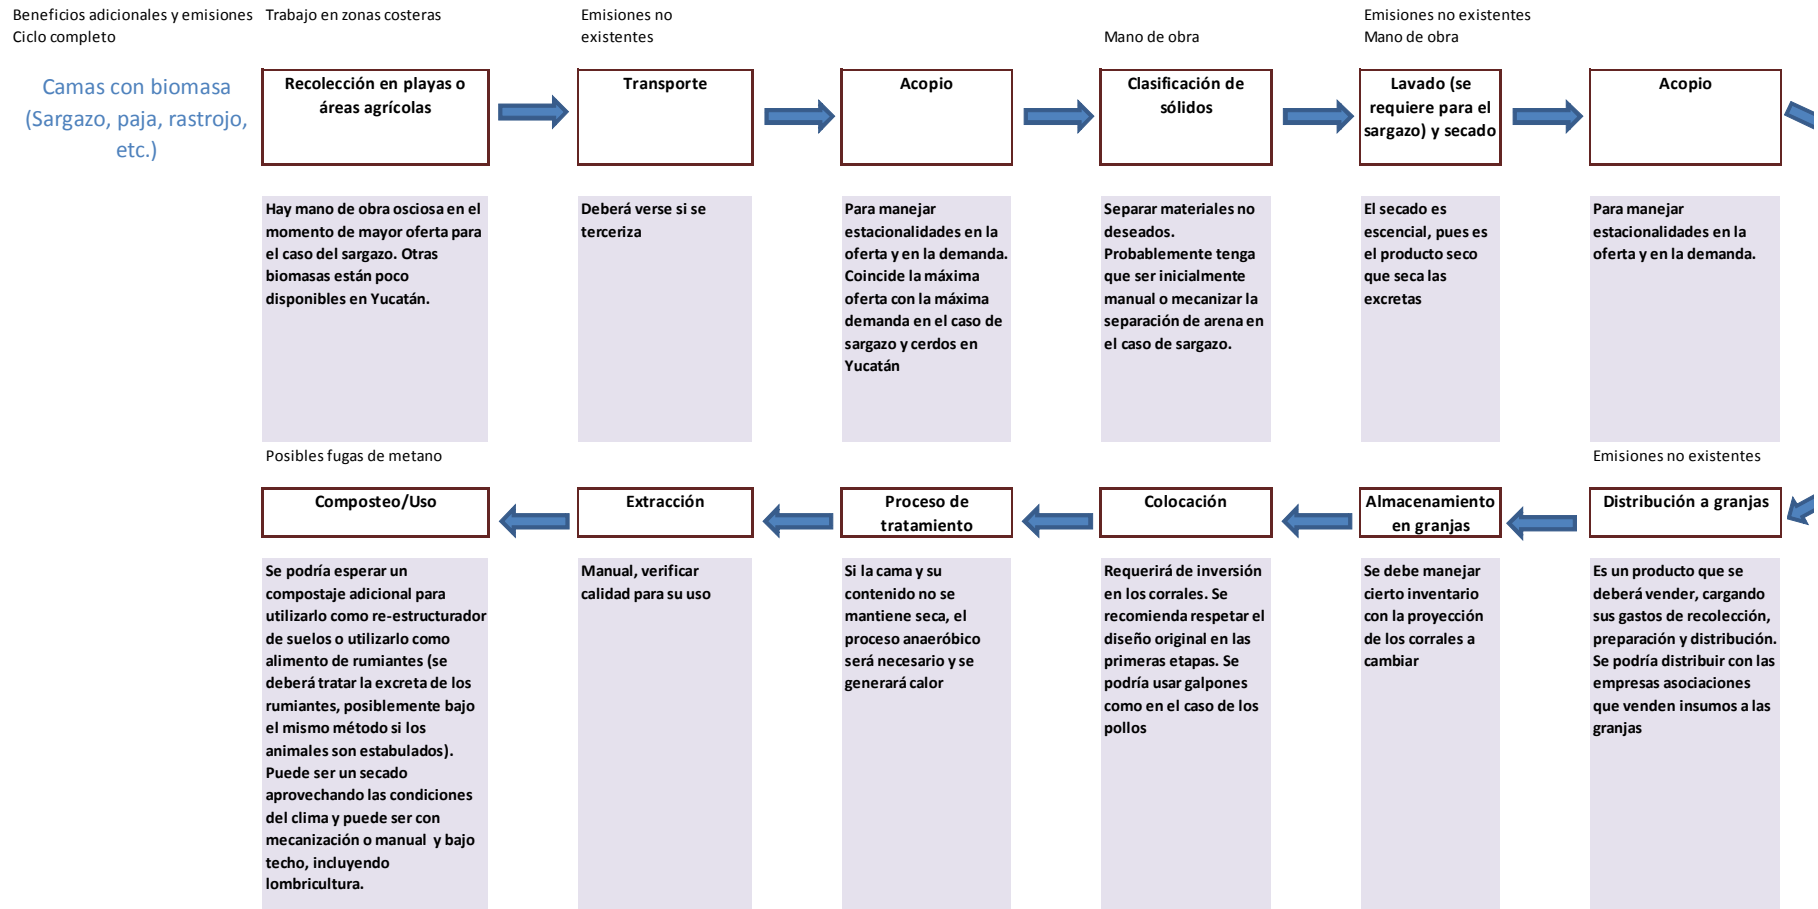 Beneficios adicionales y emisiones
Ciclo completo
Trabajo en zonas costeras
Emisiones no
existentes
Mano de obra
Emisiones no existentes
Mano de obra
Camas con biomasa
(Sargazo, paja, rastrojo,
etc.)
Recolección en playas o
áreas agrícolas
Transporte
Acopio
Clasificación de
sólidos
Lavado (se
requiere para el
sargazo) y secado
Acopio
Hay mano de obra osciosa en el
momento de mayor oferta para
el caso del sargazo. Otras
biomasas están poco
disponibles en Yucatán.
Deberá verse si se
terceriza
Para manejar
estacionalidades en la
oferta y en la demanda.
Coincide la máxima
oferta con la máxima
demanda en el caso de
sargazo y cerdos en
Yucatán
Separar materiales no
deseados.
Probablemente tenga
que ser inicialmente
manual o mecanizar la
separación de arena en
el caso de sargazo.
El secado es
escencial, pues es
el producto seco
que seca las
excretas
Para manejar
estacionalidades en la
oferta y en la demanda.
Posibles fugas de metano
Emisiones no existentes
Composteo/Uso
Extracción
Proceso de
tratamiento
Colocación
Almacenamiento
en granjas
Distribución a granjas
Se podría esperar un
compostaje adicional para
utilizarlo como re-estructurador
de suelos o utilizarlo como
alimento de rumiantes (se
deberá tratar la excreta de los
rumiantes, posiblemente bajo
el mismo método si los
animales son estabulados).
Puede ser un secado
aprovechando las condiciones
del clima y puede ser con
mecanización o manual  y bajo
techo, incluyendo
lombricultura.
Manual, verificar
calidad para su uso
Si la cama y su
contenido no se
mantiene seca, el
proceso anaeróbico
será necesario y se
generará calor
Requerirá de inversión
en los corrales. Se
recomienda respetar el
diseño original en las
primeras etapas. Se
podría usar galpones
como en el caso de los
pollos
Se debe manejar
cierto inventario
con la proyección
de los corrales a
cambiar
Es un producto que se
deberá vender, cargando
sus gastos de recolección,
preparación y distribución.
Se podría distribuir con las
empresas asociaciones
que venden insumos a las
granjas